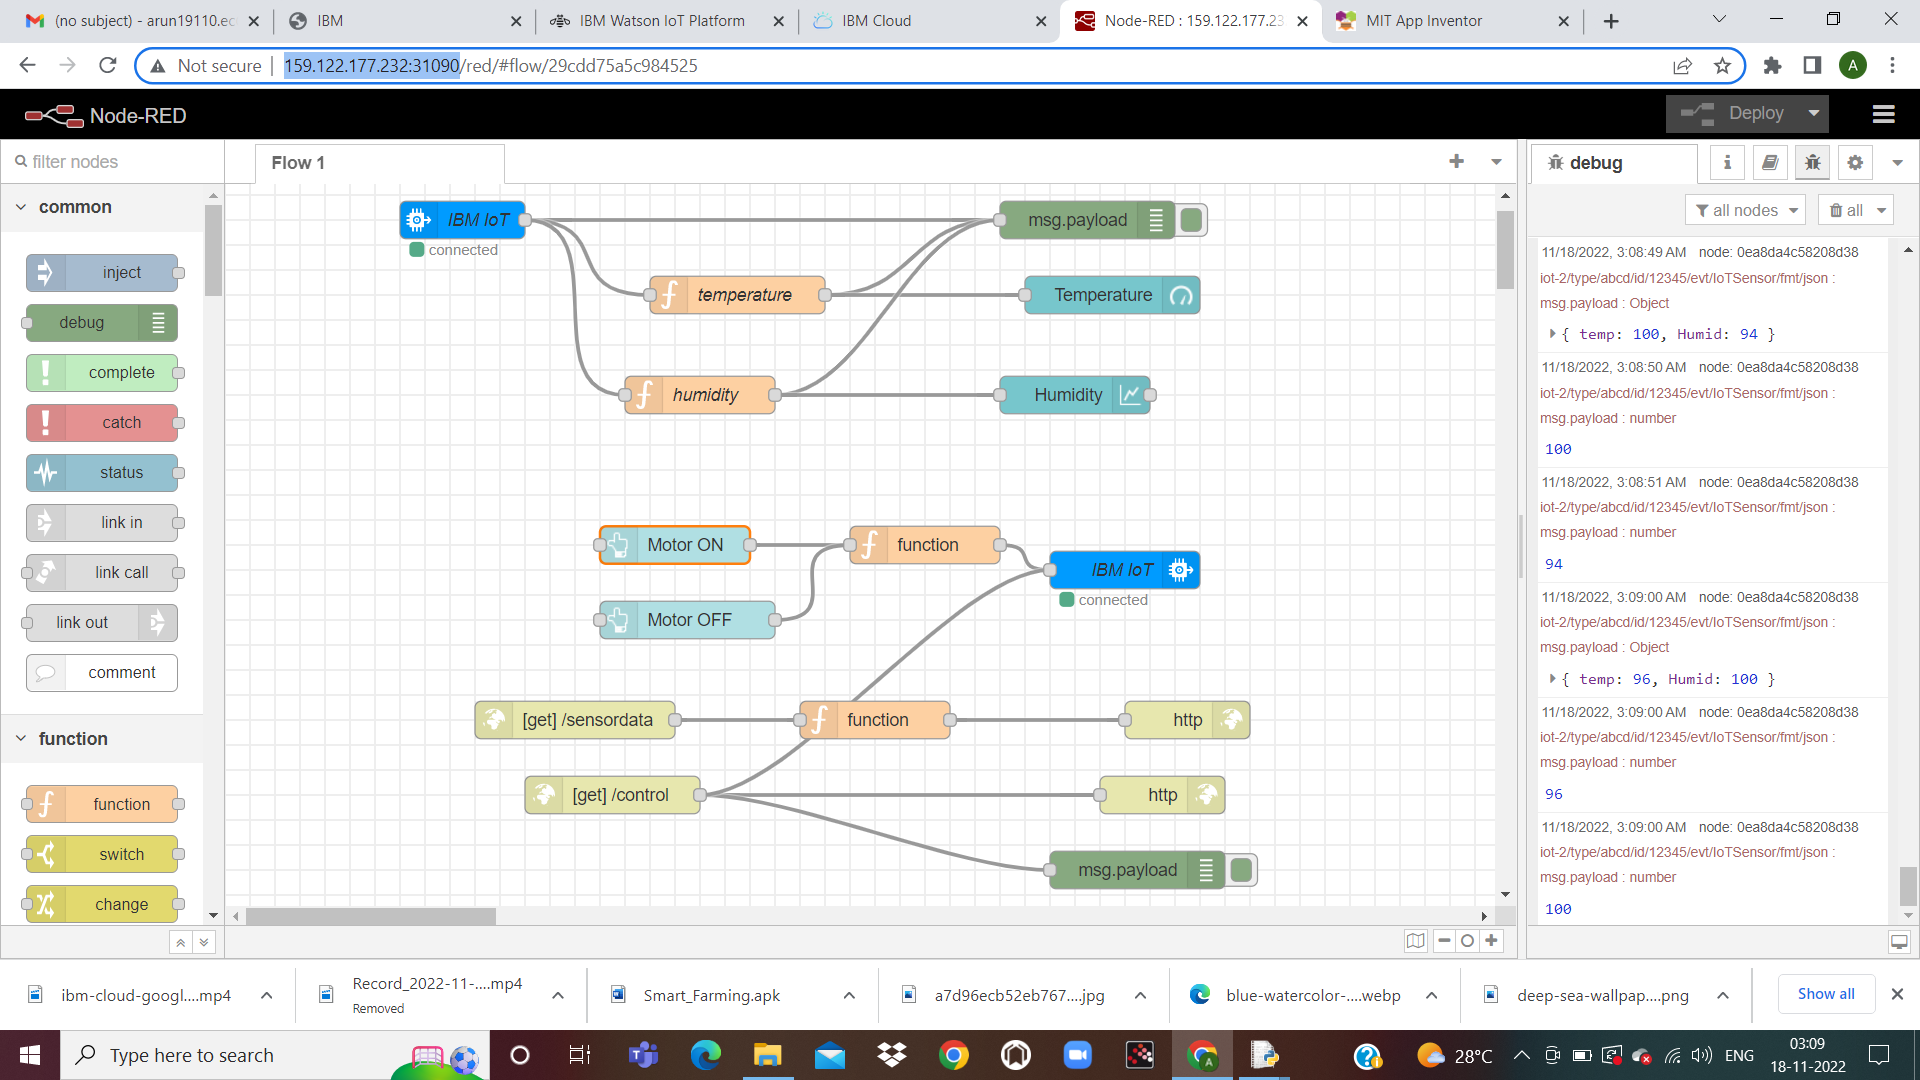 (no subject) - arun19110.ec
IBM
IBM Watson IoT Platform
IBM Cloud
Node-RED : 159.122.177.23
MIT App Inventor
Not secure
159.122.177.232:31090/red/#flow/29cdd75a5c984525
A
Node-RED
Deploy
filter nodes
Flow 1
debug
i
all nodes
all
common
inject
debug
complete
catch
status
link in
link call
link out
comment
function
function
switch
change
IBM IoT
connected
msg.payload
temperature
Temperature
humidity
Humidity
Motor ON
function
IBM IoT
connected
Motor OFF
[get] /sensordata
function
http
[get] /control
http
msg.payload
11/18/2022, 3:08:49 AM node: 0ea8da4c58208d38
iot-2/type/abcd/id/12345/evt/IoTSensor/fmt/json :
msg.payload : Object
{ temp: 100, Humid: 94 }
11/18/2022, 3:08:50 AM node: 0ea8da4c58208d38
iot-2/type/abcd/id/12345/evt/IoTSensor/fmt/json :
msg.payload : number
100
11/18/2022, 3:08:51 AM node: 0ea8da4c58208d38
iot-2/type/abcd/id/12345/evt/IoTSensor/fmt/json :
msg.payload : number
94
11/18/2022, 3:09:00 AM node: 0ea8da4c58208d38
iot-2/type/abcd/id/12345/evt/IoTSensor/fmt/json :
msg.payload : Object
{ temp: 96, Humid: 100 }
11/18/2022, 3:09:00 AM node: 0ea8da4c58208d38
iot-2/type/abcd/id/12345/evt/IoTSensor/fmt/json :
msg.payload : number
96
11/18/2022, 3:09:00 AM node: 0ea8da4c58208d38
iot-2/type/abcd/id/12345/evt/IoTSensor/fmt/json :
msg.payload : number
100
ibm-cloud-googl....mp4
Record_2022-11-....mp4
Removed
Smart_Farming.apk
a7d96ecb52eb767....jpg
blue-watercolor-....webp
deep-sea-wallpap....png
Show all
Type here to search
28°C
ENG
03:09
18-11-2022